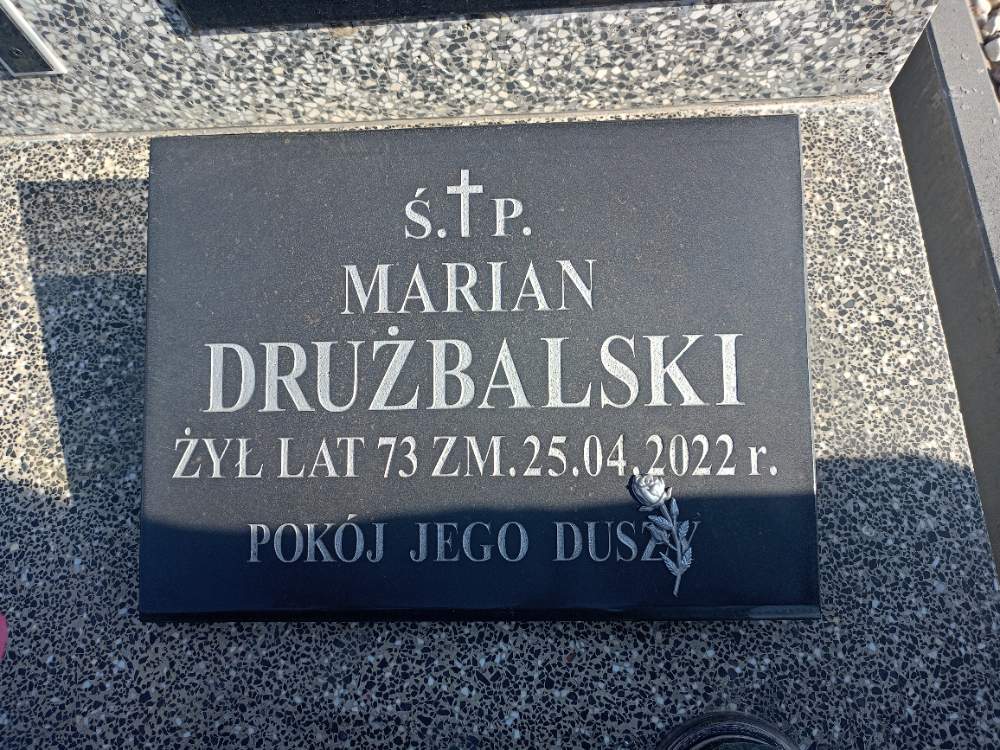 Ś.†P.
MARIAN
DRUŻBALSKI
ŻYŁ LAT 73 ZM. 25.04.2022 r.
POKÓJ JEGO DUSZY